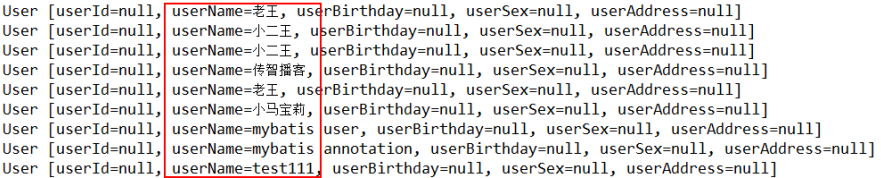 User [userId=null, userName=老王, userBirthday=null, userSex=null, userAddress=null]
User [userId=null, userName=小二王, userBirthday=null, userSex=null, userAddress=null]
User [userId=null, userName=小二王, userBirthday=null, userSex=null, userAddress=null]
User [userId=null, userName=传智播客, userBirthday=null, userSex=null, userAddress=null]
User [userId=null, userName=老王, userBirthday=null, userSex=null, userAddress=null]
User [userId=null, userName=小马宝莉, userBirthday=null, userSex=null, userAddress=null]
User [userId=null, userName=mybatis user, userBirthday=null, userSex=null, userAddress=null]
User [userId=null, userName=mybatis annotation, userBirthday=null, userSex=null, userAddress=null]
User [userId=null, userName=test111, userBirthday=null, userSex=null, userAddress=null]